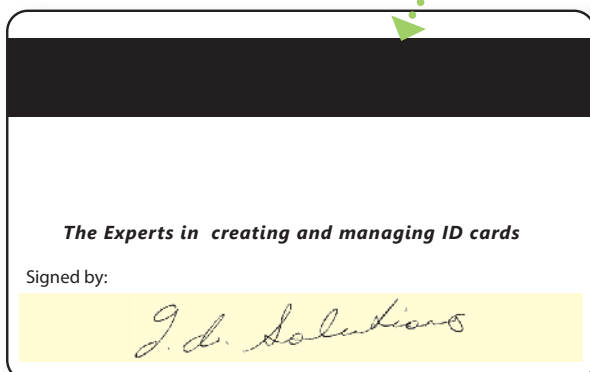 The Experts in creating and managing ID cards
Signed by:
I.d. Solutions